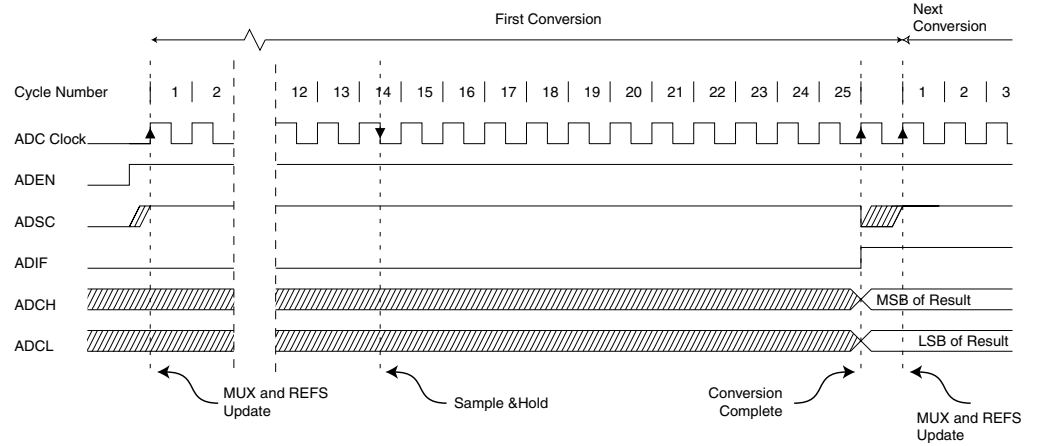 First Conversion
Next
Conversion
Cycle Number 1 2 12 13 14 15 16 17 18 19 20 21 22 23 24 25 1 2 3
ADC Clock
ADEN
ADSC
ADIF
ADCH MSB of Result
ADCL LSB of Result
MUX and REFS
Update
Sample &Hold
Conversion
Complete
MUX and REFS
Update